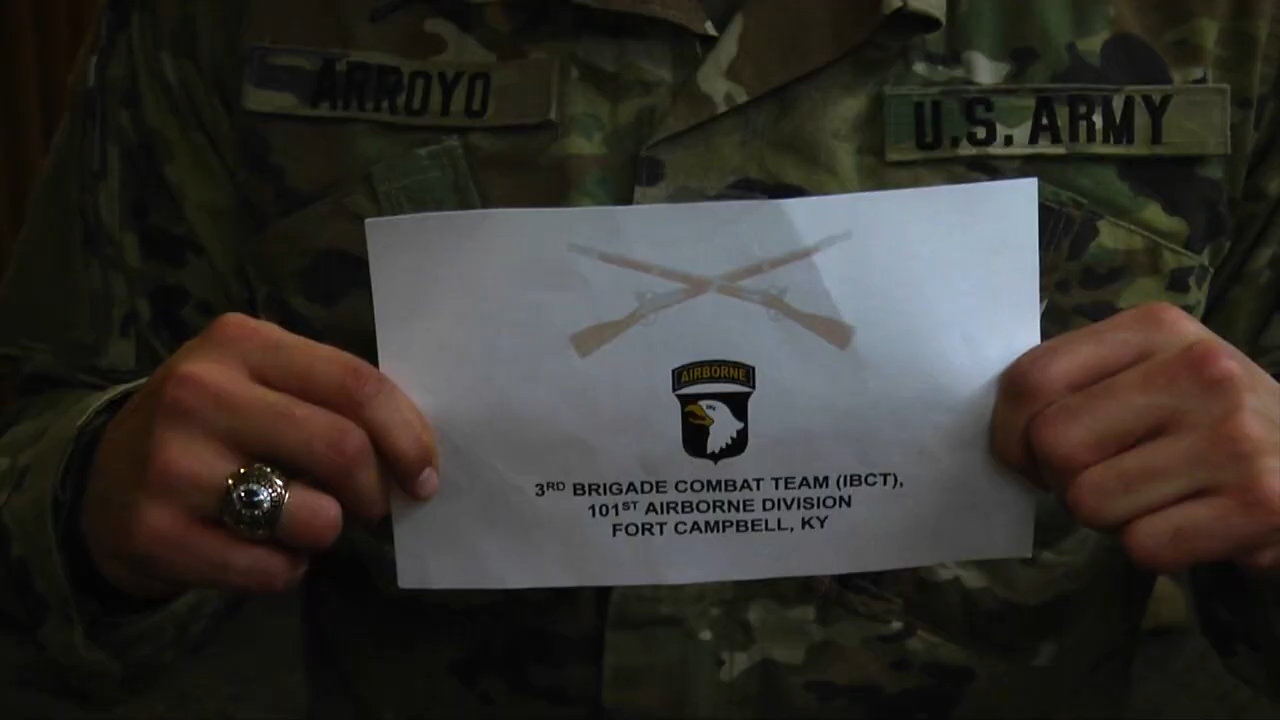 ARROYO
U.S. ARMY
AIRBORNE
3RD BRIGADE COMBAT TEAM (IBCT),
101ST AIRBORNE DIVISION
FORT CAMPBELL, KY